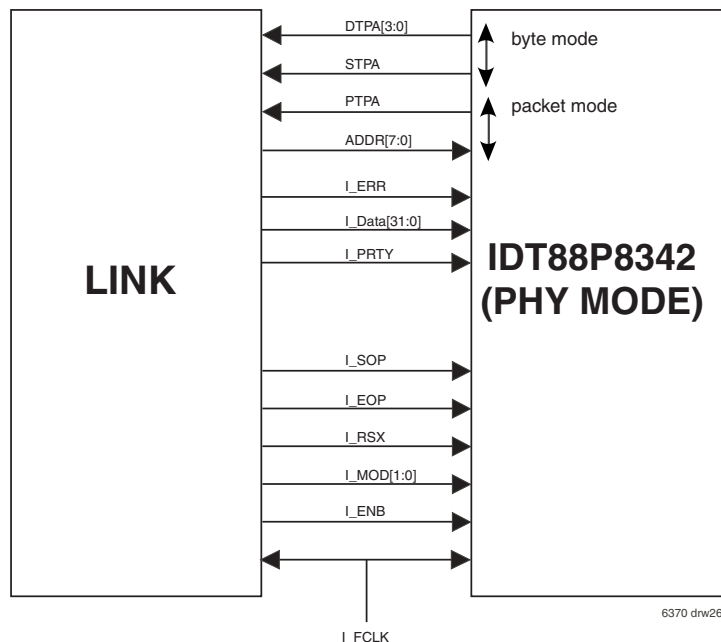 DTPA[3:0]
byte mode
STPA
PTPA
packet mode
ADDR[7:0]
I_ERR
I_Data[31:0]
I_PRTY
LINK
IDT88P8342
(PHY MODE)
I_SOP
I_EOP
I_RSX
I_MOD[1:0]
I_ENB
6370 drw26
I_FCLK